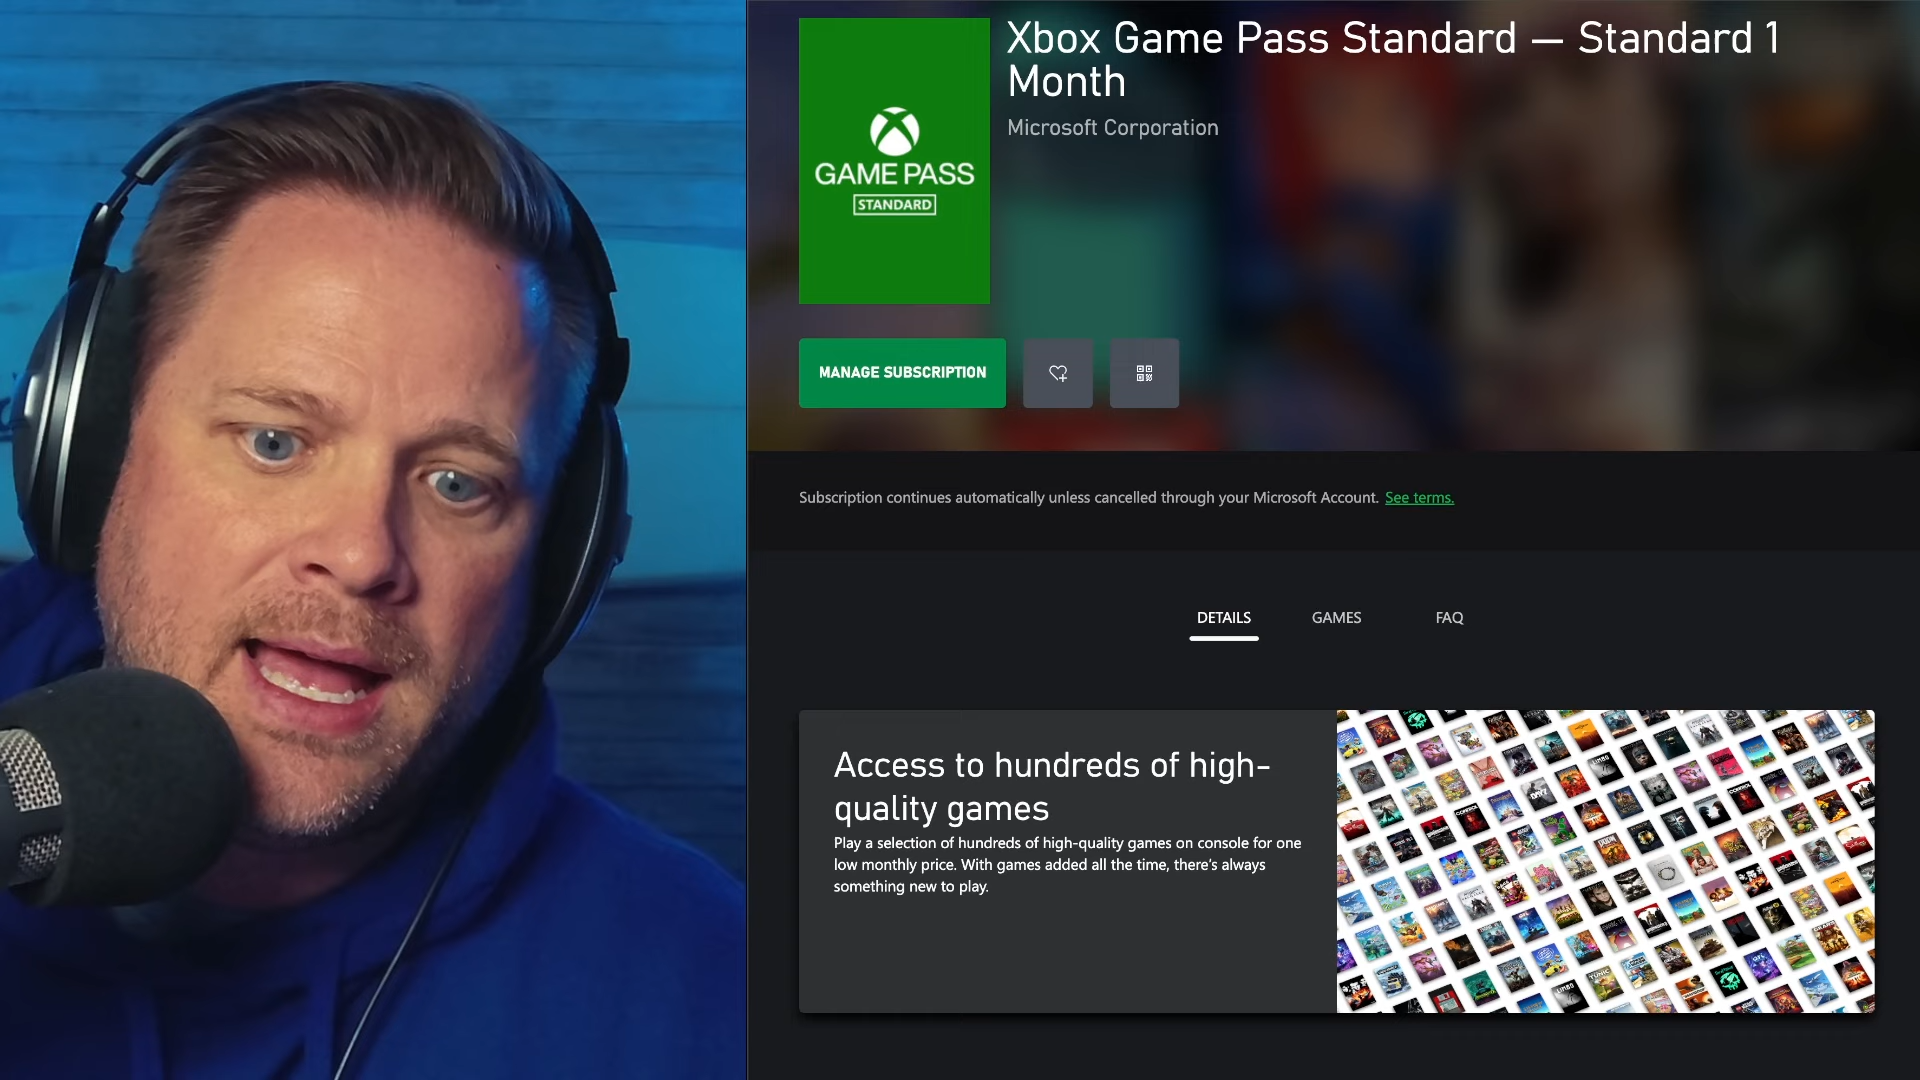 Xbox Game Pass Standard — Standard 1
Month
Microsoft Corporation
GAME PASS
STANDARD
MANAGE SUBSCRIPTION
Subscription continues automatically unless cancelled through your Microsoft Account. See terms.
DETAILS
GAMES
FAQ
Access to hundreds of high-
quality games
Play a selection of hundreds of high-quality games on console for one
low monthly price. With games added all the time, there's always
something new to play.